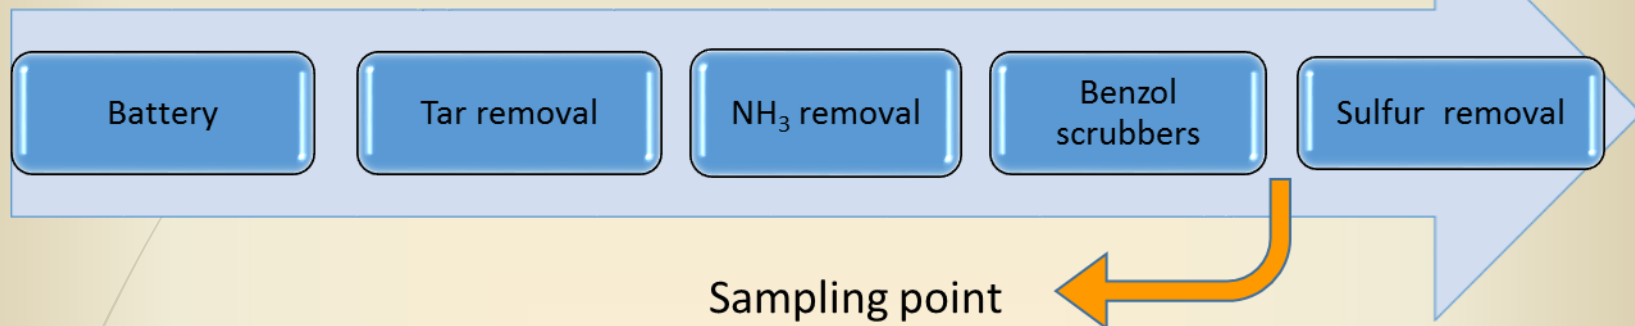 Battery
Tar removal
NH₃ removal
Benzol
scrubbers
Sulfur removal
Sampling point